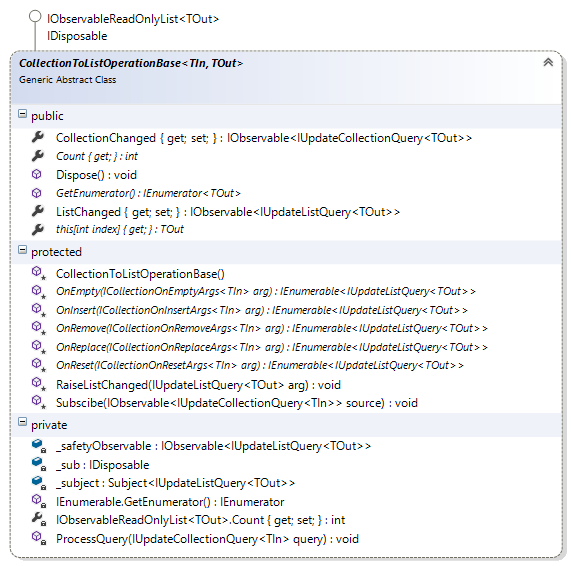 IObservableReadOnlyList<TOut>
IDisposable
CollectionToListOperationBase<TIn, TOut>
Generic Abstract Class
public
CollectionChanged { get; set; } : IObservable<IUpdateCollectionQuery<TOut>>
Count { get; } : int
Dispose() : void
GetEnumerator() : IEnumerator<TOut>
ListChanged { get; set; } : IObservable<IUpdateListQuery<TOut>>
this[int index] { get; } : TOut
protected
CollectionToListOperationBase()
OnEmpty(ICollectionOnEmptyArgs<TIn> arg) : IEnumerable<IUpdateListQuery<TOut>>
OnInsert(ICollectionOnInsertArgs<TIn> arg) : IEnumerable<IUpdateListQuery<TOut>>
OnRemove(ICollectionOnRemoveArgs<TIn> arg) : IEnumerable<IUpdateListQuery<TOut>>
OnReplace(ICollectionOnReplaceArgs<TIn> arg) : IEnumerable<IUpdateListQuery<TOut>>
OnReset(ICollectionOnResetArgs<TIn> arg) : IEnumerable<IUpdateListQuery<TOut>>
RaiseListChanged(IUpdateListQuery<TOut> arg) : void
Subscibe(IObservable<IUpdateCollectionQuery<TIn>> source) : void
private
_safetyObservable : IObservable<IUpdateListQuery<TOut>>
_sub : IDisposable
_subject : Subject<IUpdateListQuery<TOut>>
IEnumerable.GetEnumerator() : IEnumerator
IObservableReadOnlyList<TOut>.Count { get; set; } : int
ProcessQuery(IUpdateCollectionQuery<TIn> query) : void